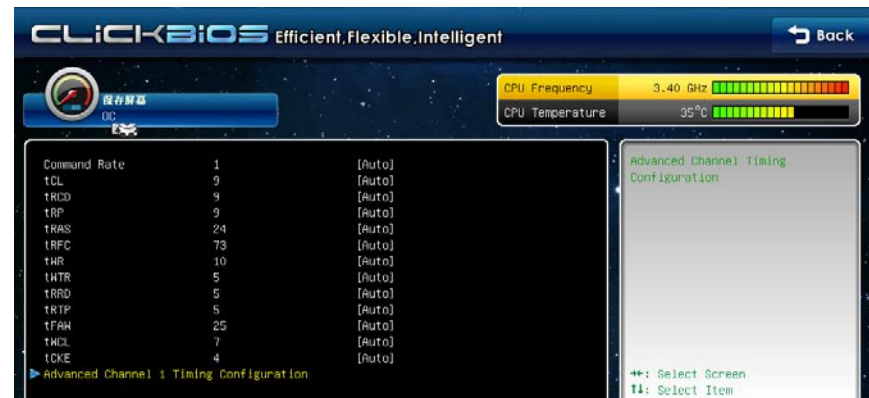 CLiCKBiOS Efficient,Flexible,Intelligent
Back
保存屏幕
OC
CPU Frequency 3.40 GHz
CPU Temperature 35°C
Command Rate 1 [Auto]
tCL 9 [Auto]
tRCD 9 [Auto]
tRP 9 [Auto]
tRAS 24 [Auto]
tRFC 73 [Auto]
tWR 10 [Auto]
tWTR 5 [Auto]
tRRD 5 [Auto]
tRTP 5 [Auto]
tFAW 25 [Auto]
tWCL 7 [Auto]
tCKE 4 [Auto]
Advanced Channel 1 Timing Configuration
Advanced Channel Timing
Configuration
→←: Select Screen
↑↓: Select Item